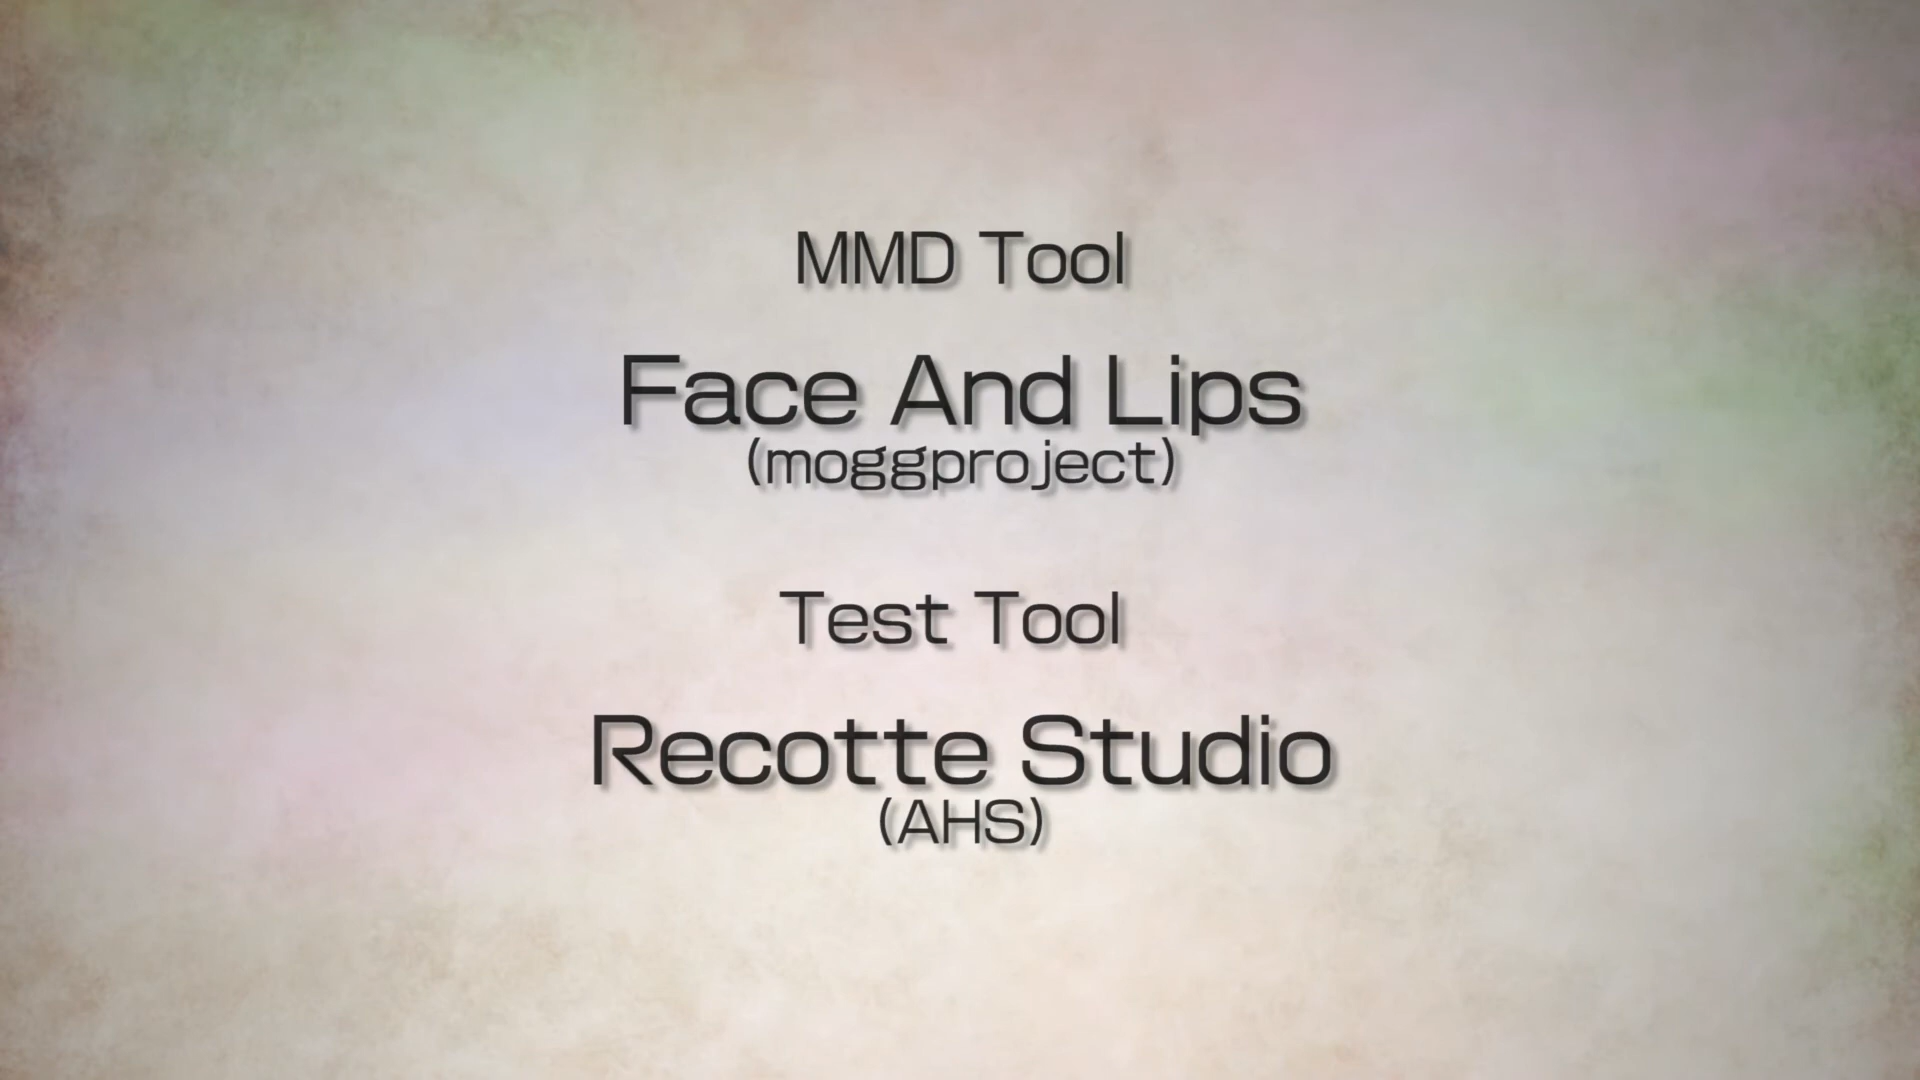 MMD Tool
Face And Lips
(moggproject)
Test Tool
Recotte Studio
(AHS)